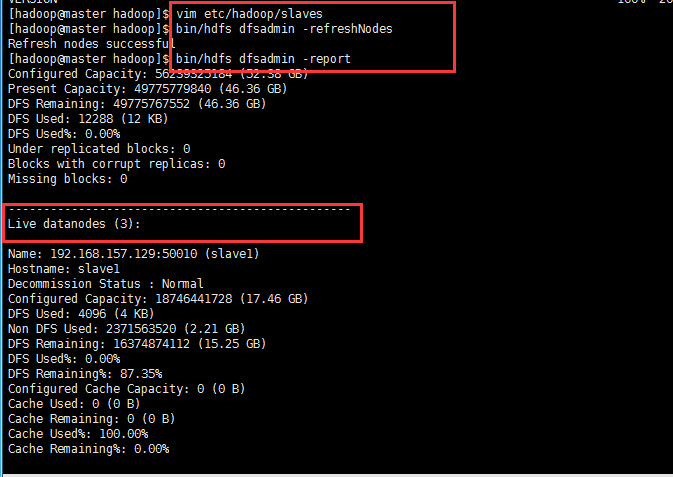 [hadoop@master hadoop]$ vim etc/hadoop/slaves
[hadoop@master hadoop]$ bin/hdfs dfsadmin -refreshNodes
Refresh nodes successful
[hadoop@master hadoop]$ bin/hdfs dfsadmin -report
Configured Capacity: 56239325184 (52.38 GB)
Present Capacity: 49775779840 (46.36 GB)
DFS Remaining: 49775767552 (46.36 GB)
DFS Used: 12288 (12 KB)
DFS Used%: 0.00%
Under replicated blocks: 0
Blocks with corrupt replicas: 0
Missing blocks: 0
-------------------------------------------------
Live datanodes (3):
Name: 192.168.157.129:50010 (slave1)
Hostname: slave1
Decommission Status : Normal
Configured Capacity: 18746441728 (17.46 GB)
DFS Used: 4096 (4 KB)
Non DFS Used: 2371563520 (2.21 GB)
DFS Remaining: 16374874112 (15.25 GB)
DFS Used%: 0.00%
DFS Remaining%: 87.35%
Configured Cache Capacity: 0 (0 B)
Cache Used: 0 (0 B)
Cache Remaining: 0 (0 B)
Cache Used%: 100.00%
Cache Remaining%: 0.00%